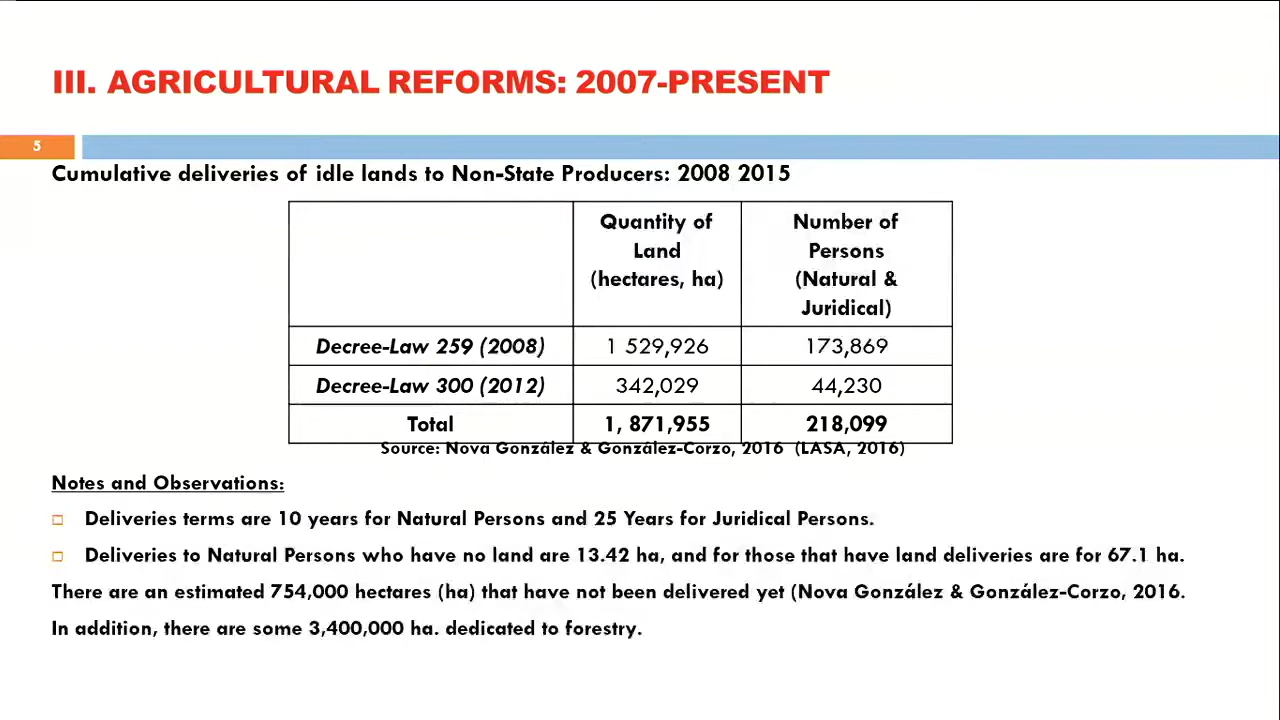 III. AGRICULTURAL REFORMS: 2007-PRESENT
5
Cumulative deliveries of idle lands to Non-State Producers: 2008 2015
Quantity of
Land
(hectares, ha)
Number of
Persons
(Natural &
Juridical)
Decree-Law 259 (2008) 1 529,926 173,869
Decree-Law 300 (2012) 342,029 44,230
Total 1, 871,955 218,099
Source: Nova González & González-Corzo, 2016 (LASA, 2016)
Notes and Observations:
Deliveries terms are 10 years for Natural Persons and 25 Years for Juridical Persons.
Deliveries to Natural Persons who have no land are 13.42 ha, and for those that have land deliveries are for 67.1 ha.
There are an estimated 754,000 hectares (ha) that have not been delivered yet (Nova González & González-Corzo, 2016.
In addition, there are some 3,400,000 ha. dedicated to forestry.